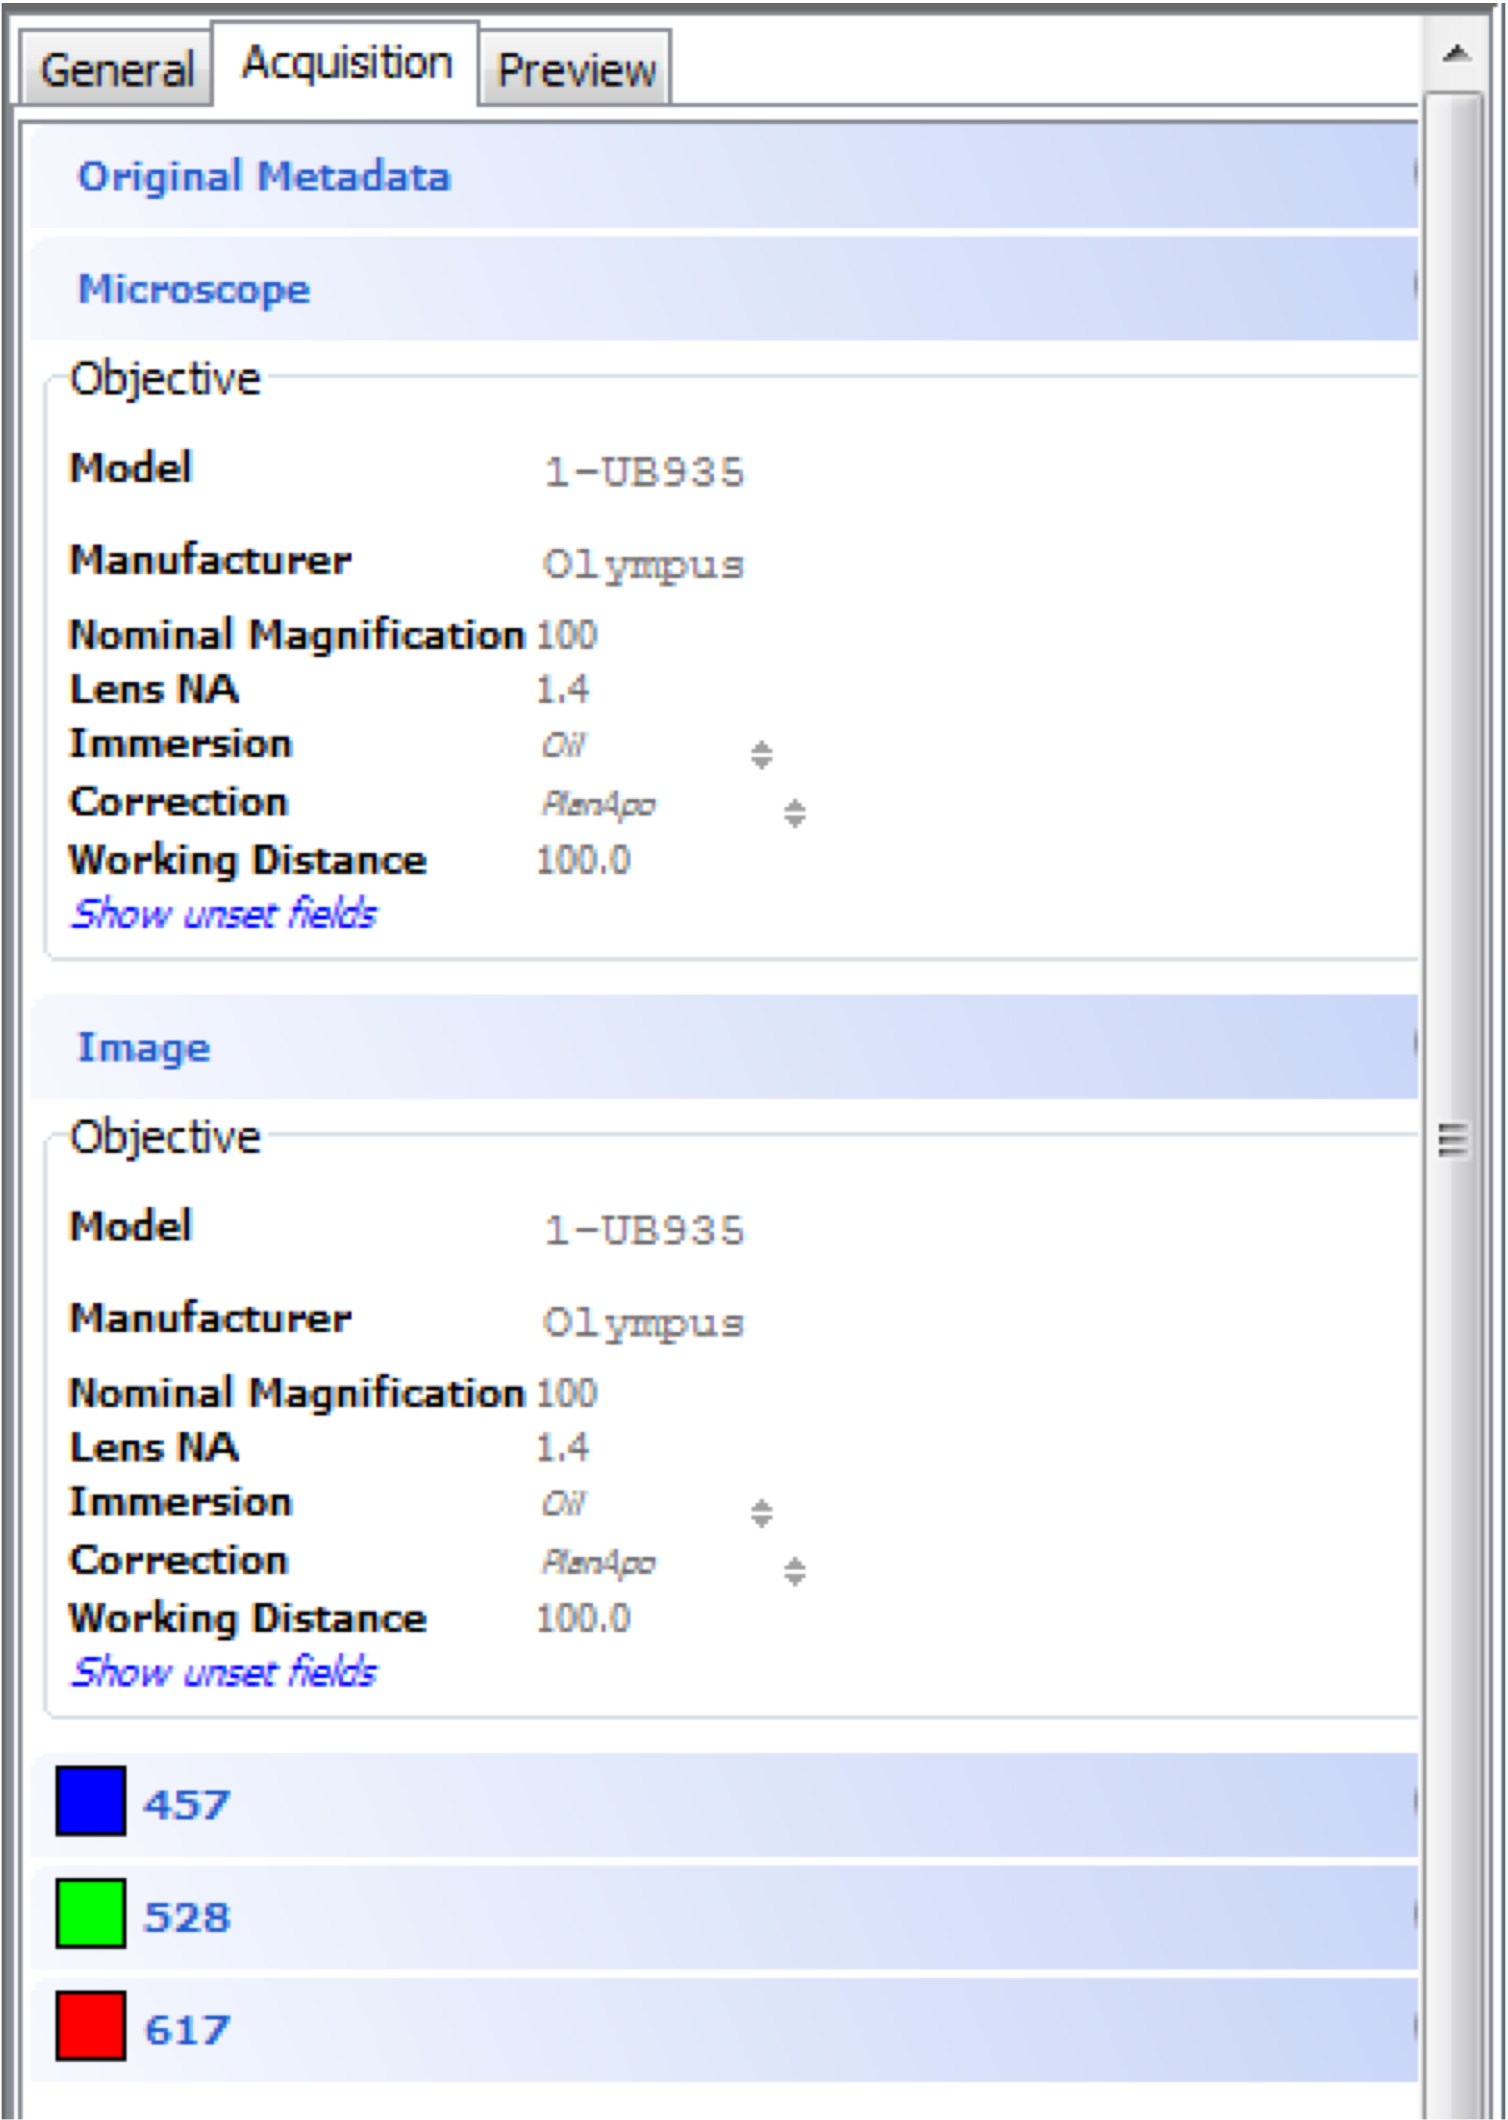 General Acquisition Preview
Original Metadata
Microscope
Objective
Model 1-UB935
Manufacturer Olympus
Nominal Magnification 100
Lens NA 1.4
Immersion Oil
Correction PlanApo
Working Distance 100.0
Show unset fields
Image
Objective
Model 1-UB935
Manufacturer Olympus
Nominal Magnification 100
Lens NA 1.4
Immersion Oil
Correction PlanApo
Working Distance 100.0
Show unset fields
457
528
617